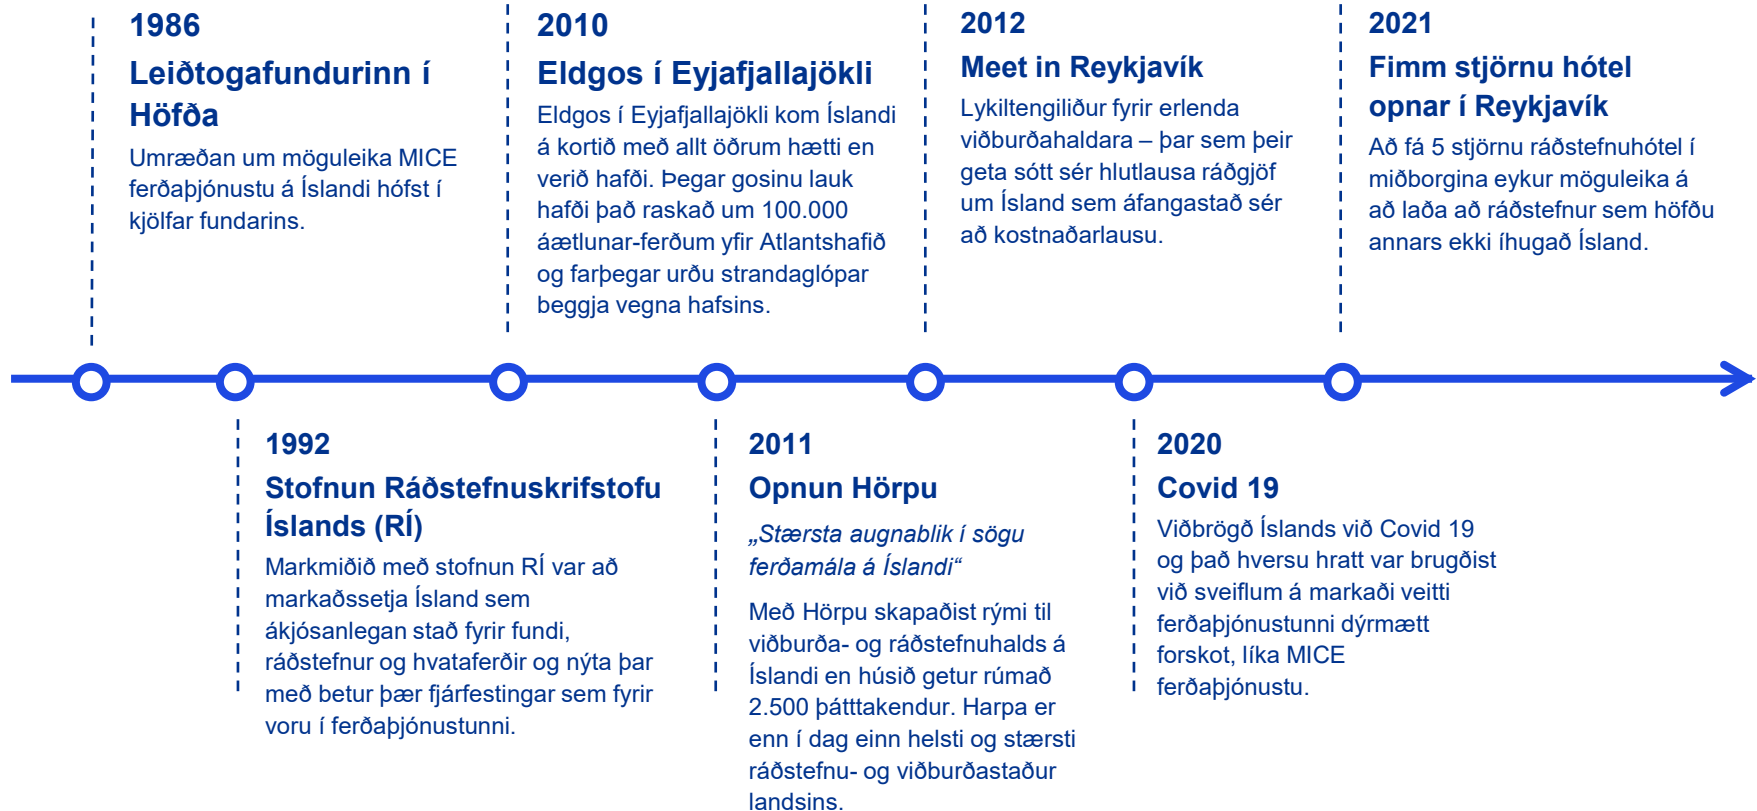 1986
Leiðtogafundurinn í
Höfða
Umræðan um möguleika MICE
ferðaþjónustu á Íslandi hófst í
kjölfar fundarins.
2010
Eldgos í Eyjafjallajökli
Eldgos í Eyjafjallajökli kom Íslandi
á kortið með allt öðrum hætti en
verið hafði. Þegar gosinu lauk
hafði það raskað um 100.000
áætlunar-ferðum yfir Atlantshafið
og farþegar urðu strandaglópar
beggja vegna hafsins.
2012
Meet in Reykjavík
Lykiltengiliður fyrir erlenda
viðburðahaldara – þar sem þeir
geta sótt sér hlutlausa ráðgjöf
um Ísland sem áfangastað sér
að kostnaðarlausu.
2021
Fimm stjörnu hótel
opnar í Reykjavík
Að fá 5 stjörnu ráðstefnuhótel í
miðborgina eykur möguleika á
að laða að ráðstefnur sem höfðu
annars ekki íhugað Ísland.
1992
Stofnun Ráðstefnuskrifstofu
Íslands (RÍ)
Markmiðið með stofnun RÍ var að
markaðssetja Ísland sem
ákjósanlegan stað fyrir fundi,
ráðstefnur og hvataferðir og nýta þar
með betur þær fjárfestingar sem fyrir
voru í ferðaþjónustunni.
2011
Opnun Hörpu
„Stærsta augnablik í sögu
ferðamála á Íslandi“
Með Hörpu skapaðist rými til
viðburða- og ráðstefnuhalds á
Íslandi en húsið getur rúmað
2.500 þátttakendur. Harpa er
enn í dag einn helsti og stærsti
ráðstefnu- og viðburðastaður
landsins.
2020
Covid 19
Viðbrögð Íslands við Covid 19
og það hversu hratt var brugðist
við sveiflum á markaði veitti
ferðaþjónustunni dýrmætt
forskot, líka MICE
ferðaþjónustu.